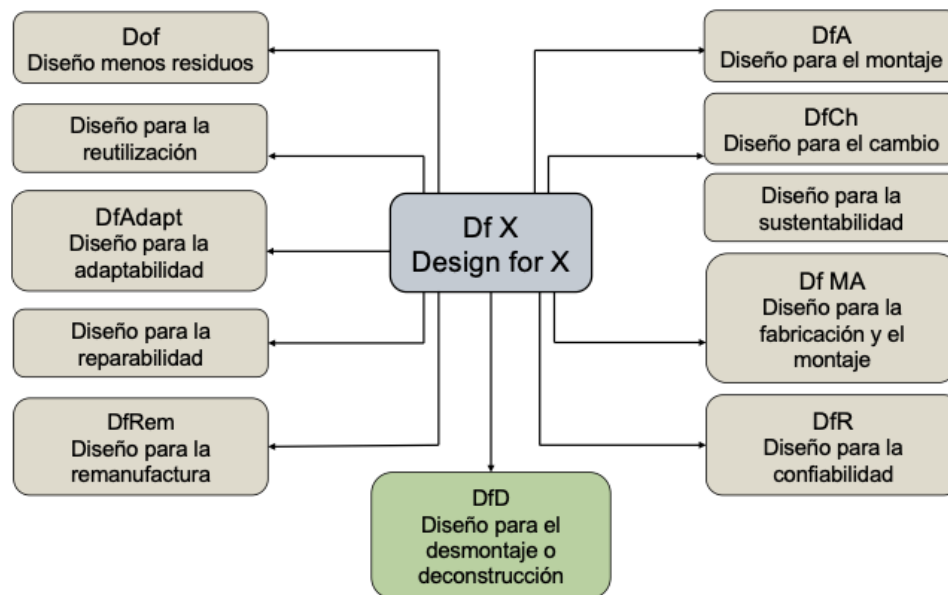 Dof
Diseño menos residuos
Diseño para la
reutilización
DfAdapt
Diseño para la
adaptabilidad
Diseño para la
reparabilidad
DfRem
Diseño para la
remanufactura
Df X
Design for X
DfD
Diseño para el
desmontaje o
deconstrucción
DfA
Diseño para el montaje
DfCh
Diseño para el cambio
Diseño para la
sustentabilidad
Df MA
Diseño para la
fabricación y el
montaje
DfR
Diseño para la
confiabilidad